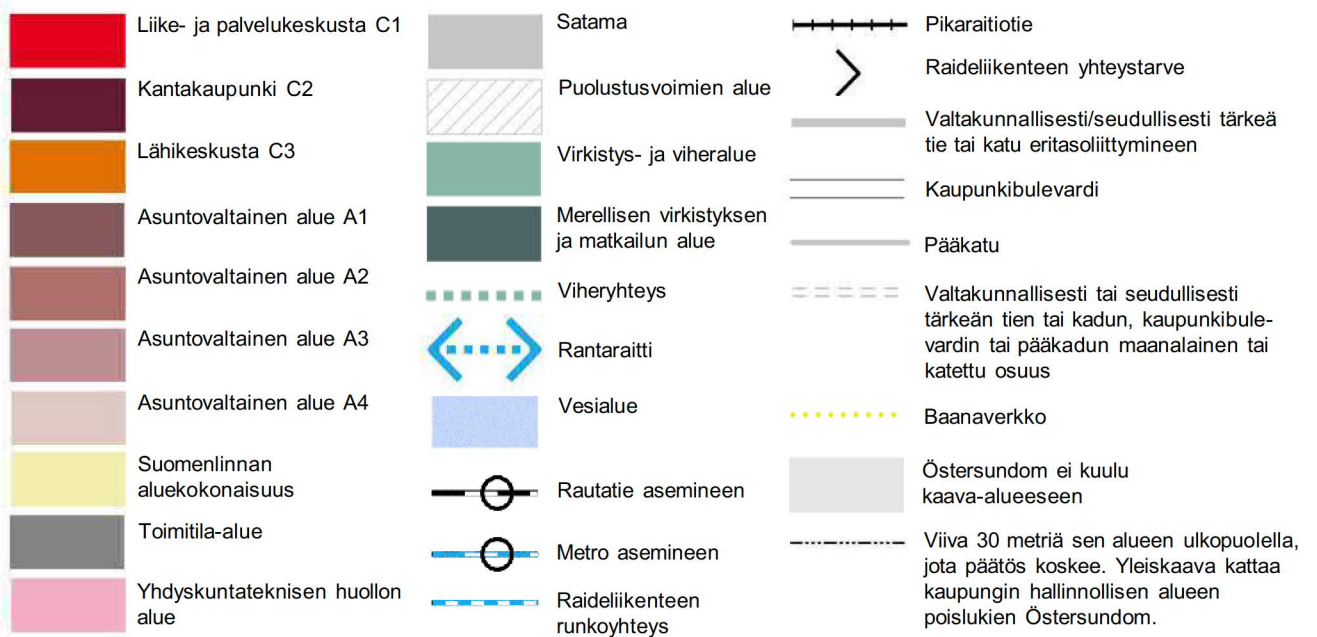 Liike- ja palvelukeskusta C1
Kantakaupunki C2
Lähikeskusta C3
Asuntovaltainen alue A1
Asuntovaltainen alue A2
Asuntovaltainen alue A3
Asuntovaltainen alue A4
Suomenlinnan
aluekokonaisuus
Toimitila-alue
Yhdyskuntateknisen huollon
alue
Satama
Puolustusvoimien alue
Virkistys- ja viheralue
Merellisen virkistyksen
ja matkailun alue
Viheryhteys
Rantaraitti
Vesialue
Rautatie asemineen
Metro asemineen
Raideliikenteen
runkoyhteys
Pikaraitiotie
Raideliikenteen yhteystarve
Valtakunnallisesti/seudullisesti tärkeä
tie tai katu eritasoliittymineen
Kaupunkibulevardi
Pääkatu
Valtakunnallisesti tai seudullisesti
tärkeän tien tai kadun, kaupunkibule-
vardin tai pääkadun maanalainen tai
katettu osuus
Baanaverkko
Östersundom ei kuulu
kaava-alueeseen
Viiva 30 metriä sen alueen ulkopuolella,
jota päätös koskee. Yleiskaava kattaa
kaupungin hallinnollisen alueen
poislukien Östersundom.